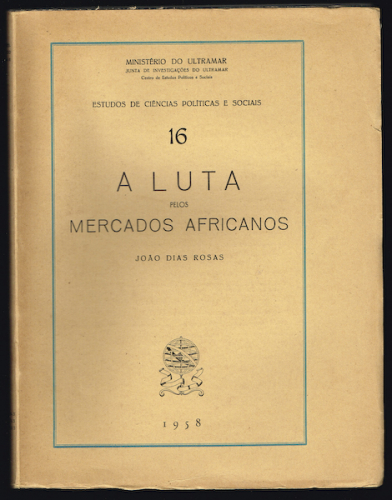 MINISTÉRIO DO ULTRAMAR
JUNTA DE INVESTIGAÇÕES DO ULTRAMAR
Centro de Estudos Políticos e Sociais
ESTUDOS DE CIÊNCIAS POLÍTICAS E SOCIAIS
16
A LUTA
PELOS
MERCADOS AFRICANOS
JOÃO DIAS ROSAS
1958